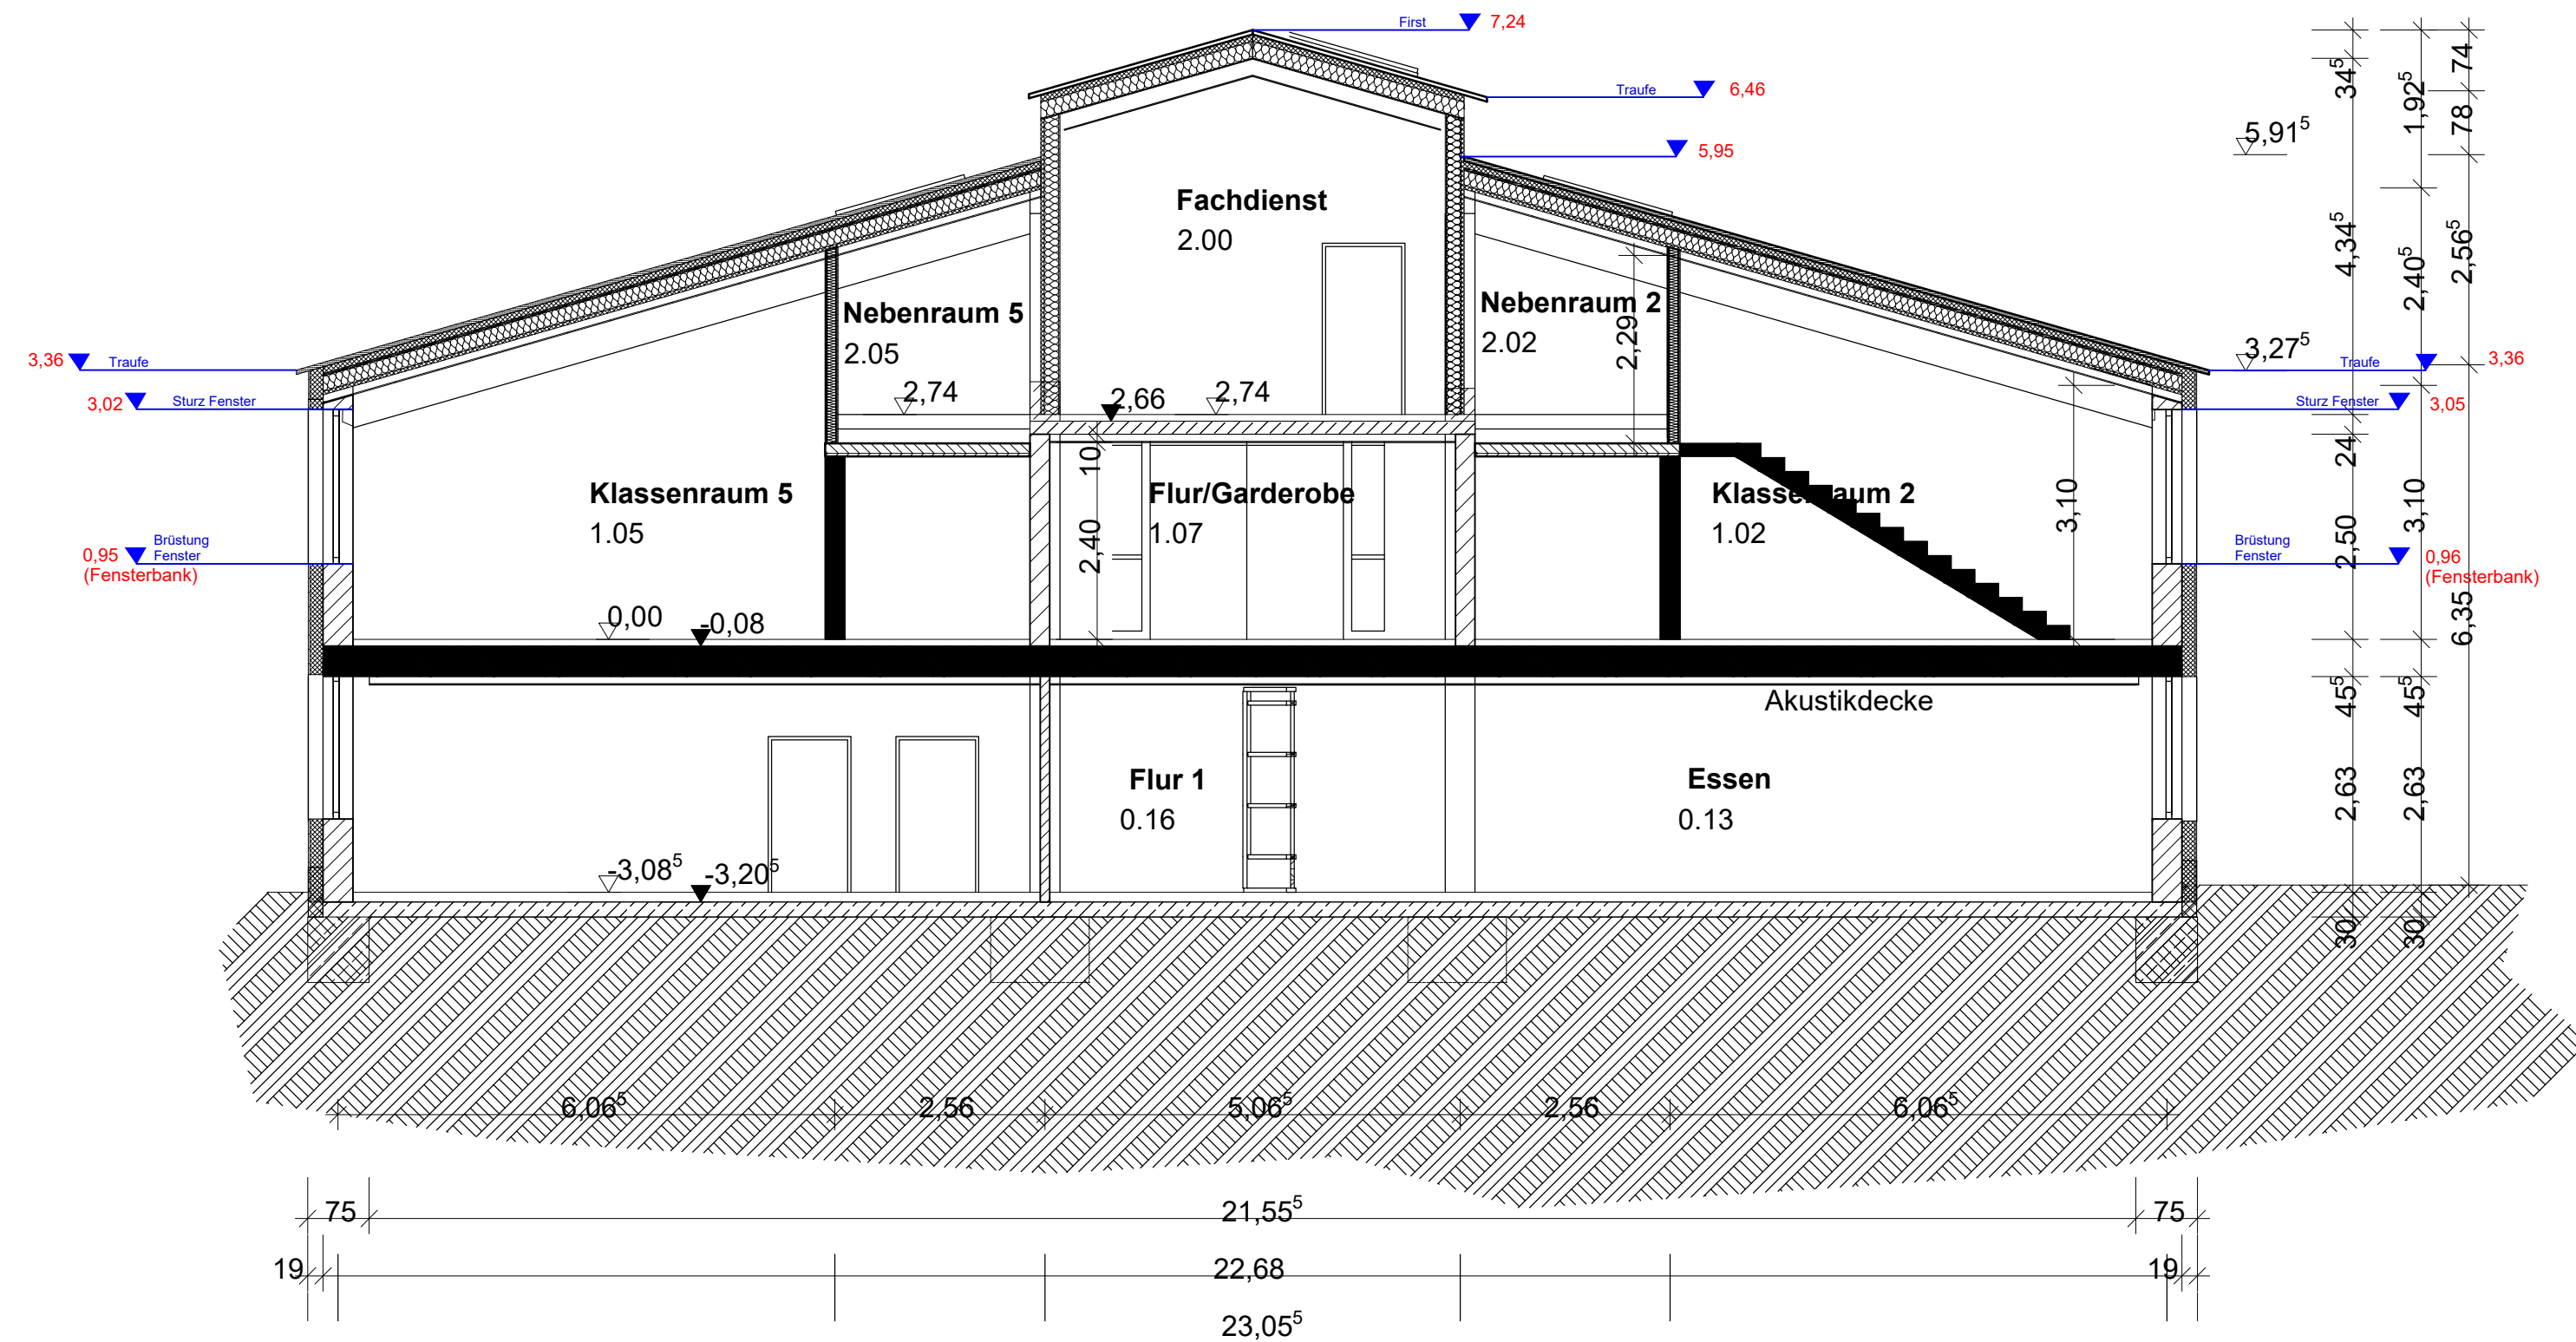 First
7,24
Traufe
6,46
5,95
5,91⁵
34⁵
1,92⁵
74
78
Fachdienst
2.00
Nebenraum 5
2.05
Nebenraum 2
2.02
2,29
4,34⁵
2,40⁵
2,56⁵
3,36
Traufe
3,27⁵
Traufe
3,36
3,02
Sturz Fenster
2,74
2,66
2,74
Sturz Fenster
3,05
10
24
Klassenraum 5
1.05
Flur/Garderobe
1.07
2,40
Klassenraum 2
1.02
3,10
2,50
3,10
0,95
(Fensterbank)
Brüstung
Fenster
Brüstung
Fenster
0,96
(Fensterbank)
0,00
-0,08
6,35
Akustikdecke
45⁵
45⁵
Flur 1
0.16
Essen
0.13
2,63
2,63
-3,08⁵
-3,20⁵
30
30
6,06⁵
2,56
5,06⁵
2,56
6,06⁵
75
21,55⁵
75
19
22,68
19
23,05⁵